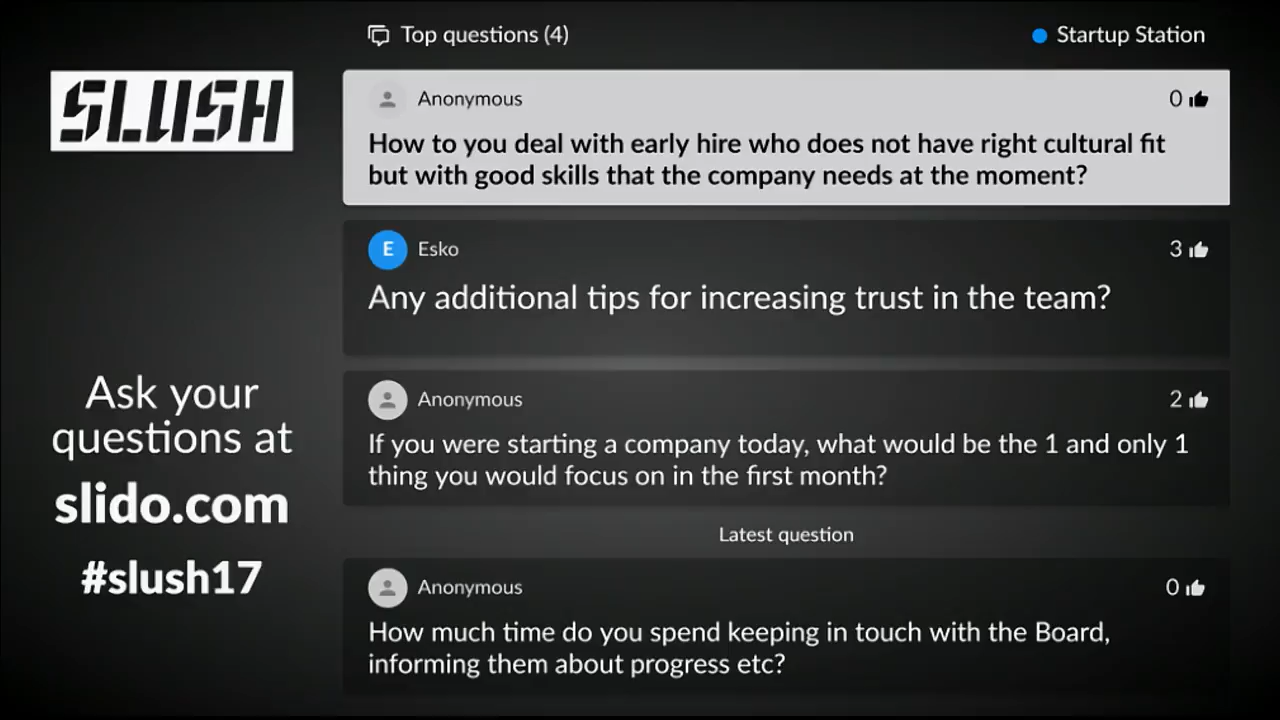 Top questions (4)
Startup Station
SLUSH
Anonymous
0
How to you deal with early hire who does not have right cultural fit
but with good skills that the company needs at the moment?
E
Esko
3
Any additional tips for increasing trust in the team?
Anonymous
2
If you were starting a company today, what would be the 1 and only 1
thing you would focus on in the first month?
Latest question
Anonymous
0
How much time do you spend keeping in touch with the Board,
informing them about progress etc?
Ask your
questions at
slido.com
#slush17